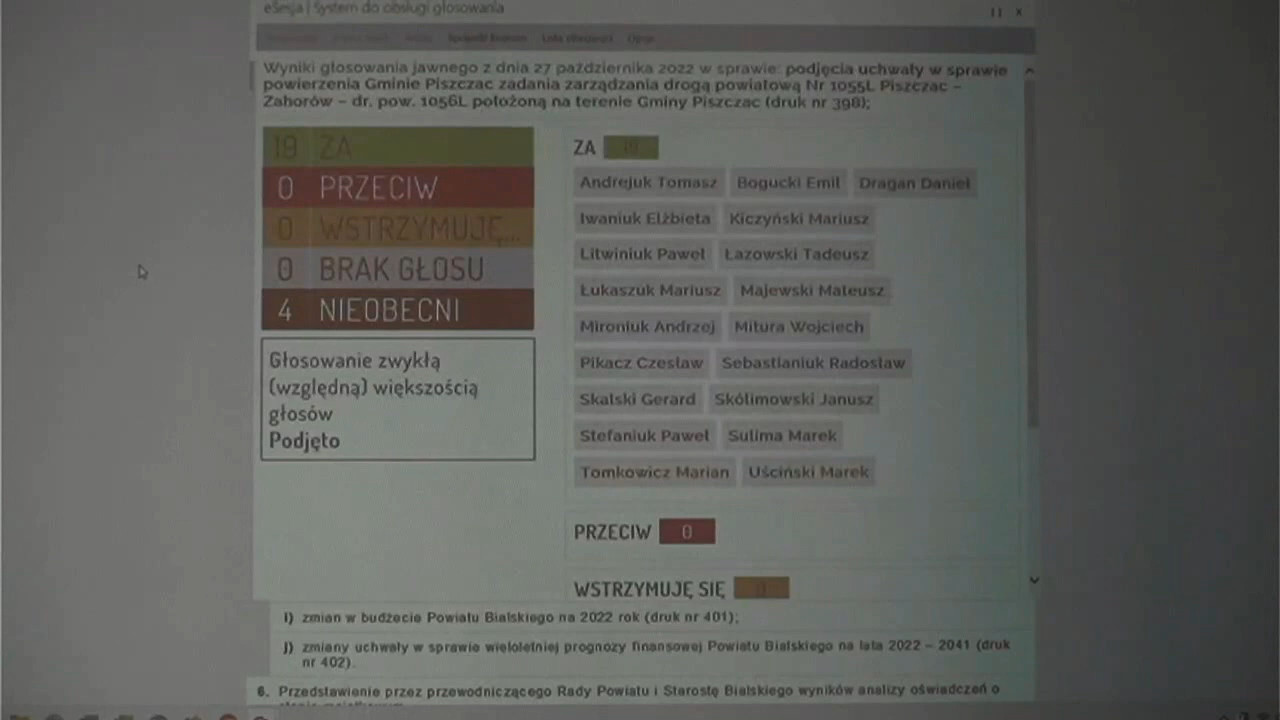 eSesja | System do obsługi głosowania
Wyniki głosowania jawnego z dnia 27 października 2022 w sprawie: podjęcia uchwały w sprawie
powierzenia Gminie Piszczac zadania zarządzania drogą powiatową Nr 1055L Piszczac –
Zahorów – dr. pow. 1056L położoną na terenie Gminy Piszczac (druk nr 398);
19 ZA
0 PRZECIW
0 WSTRZYMUJĘ...
0 BRAK GŁOSU
4 NIEOBECNI
Głosowanie zwykłą
(względną) większością
głosów
Podjęto
ZA 19
Andrejuk Tomasz Bogucki Emil Dragan Daniel
Iwaniuk Elżbieta Kiczyński Mariusz
Litwiniuk Paweł Łazowski Tadeusz
Łukaszuk Mariusz Majewski Mateusz
Mironiuk Andrzej Mitura Wojciech
Pikacz Czesław Sebastianiuk Radosław
Skalski Gerard Skólimowski Janusz
Stefaniuk Paweł Sulima Marek
Tomkowicz Marian Uściński Marek
PRZECIW 0
WSTRZYMUJĘ SIĘ 0
i) zmian w budżecie Powiatu Bialskiego na 2022 rok (druk nr 401);
j) zmiany uchwały w sprawie wieloletniej prognozy finansowej Powiatu Bialskiego na lata 2022 – 2041 (druk
nr 402).
6. Przedstawienie przez przewodniczącego Rady Powiatu i Starostę Bialskiego wyników analizy oświadczeń o